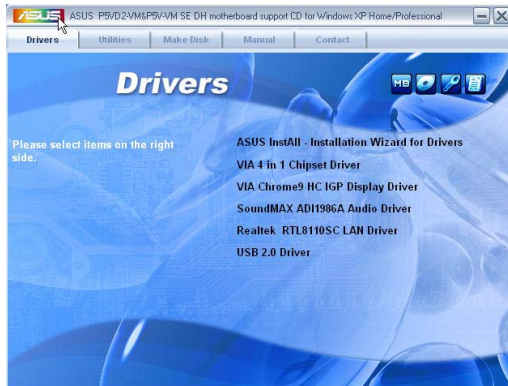 ASUS ASUS P5VD2-VM&P5V-VM SE DH motherboard support CD for Windows XP Home/Professional
Drivers Utilities Make Disk Manual Contact
Drivers
MB
Please select items on the right
side.
ASUS InstAll - Installation Wizard for Drivers
VIA 4 in 1 Chipset Driver
VIA Chrome9 HC IGP Display Driver
SoundMAX ADI1986A Audio Driver
Realtek RTL8110SC LAN Driver
USB 2.0 Driver